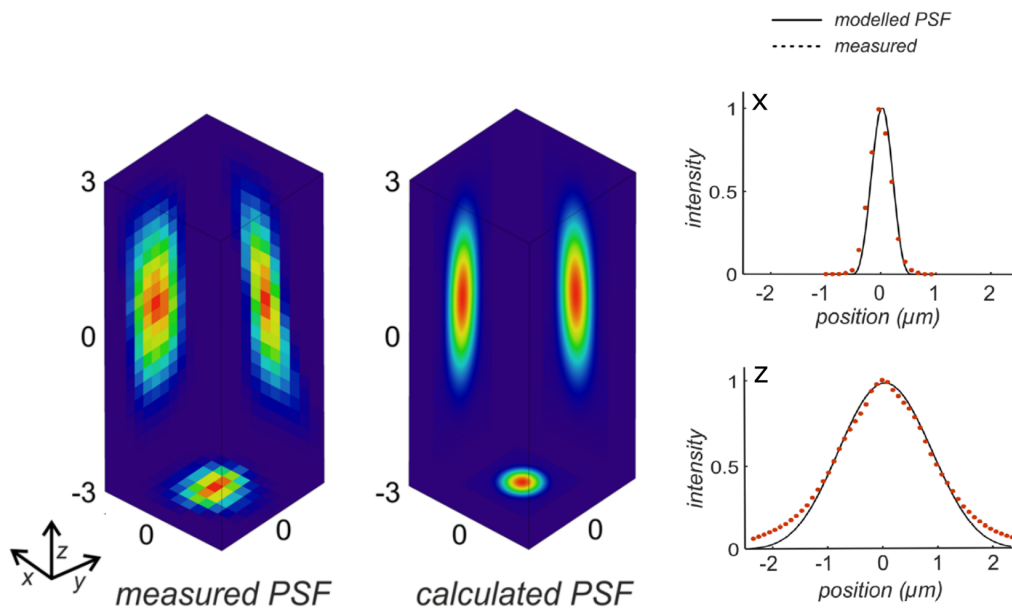 modelled PSF
measured
3
0
-3
0
0
x
z
y
measured PSF
3
0
-3
0
0
calculated PSF
X
1
0.5
0
intensity
-2
-1
0
1
2
position (µm)
Z
1
0.5
0
intensity
-2
-1
0
1
2
position (µm)